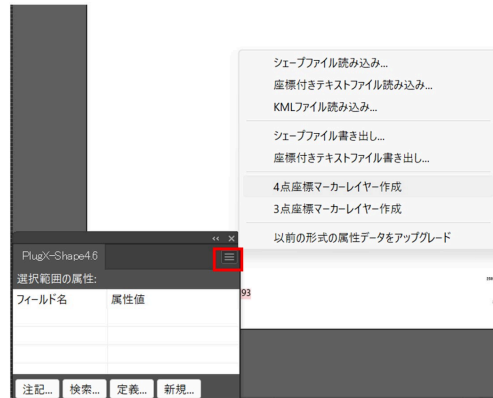 シェープファイル読み込み...
座標付きテキストファイル読み込み...
KMLファイル読み込み...
シェープファイル書き出し...
座標付きテキストファイル書き出し...
4点座標マーカーレイヤー作成
3点座標マーカーレイヤー作成
以前の形式の属性データをアップグレード
PlugX-Shape4.6
選択範囲の属性:
フィールド名 属性値
93
注記... 検索... 定義... 新規...